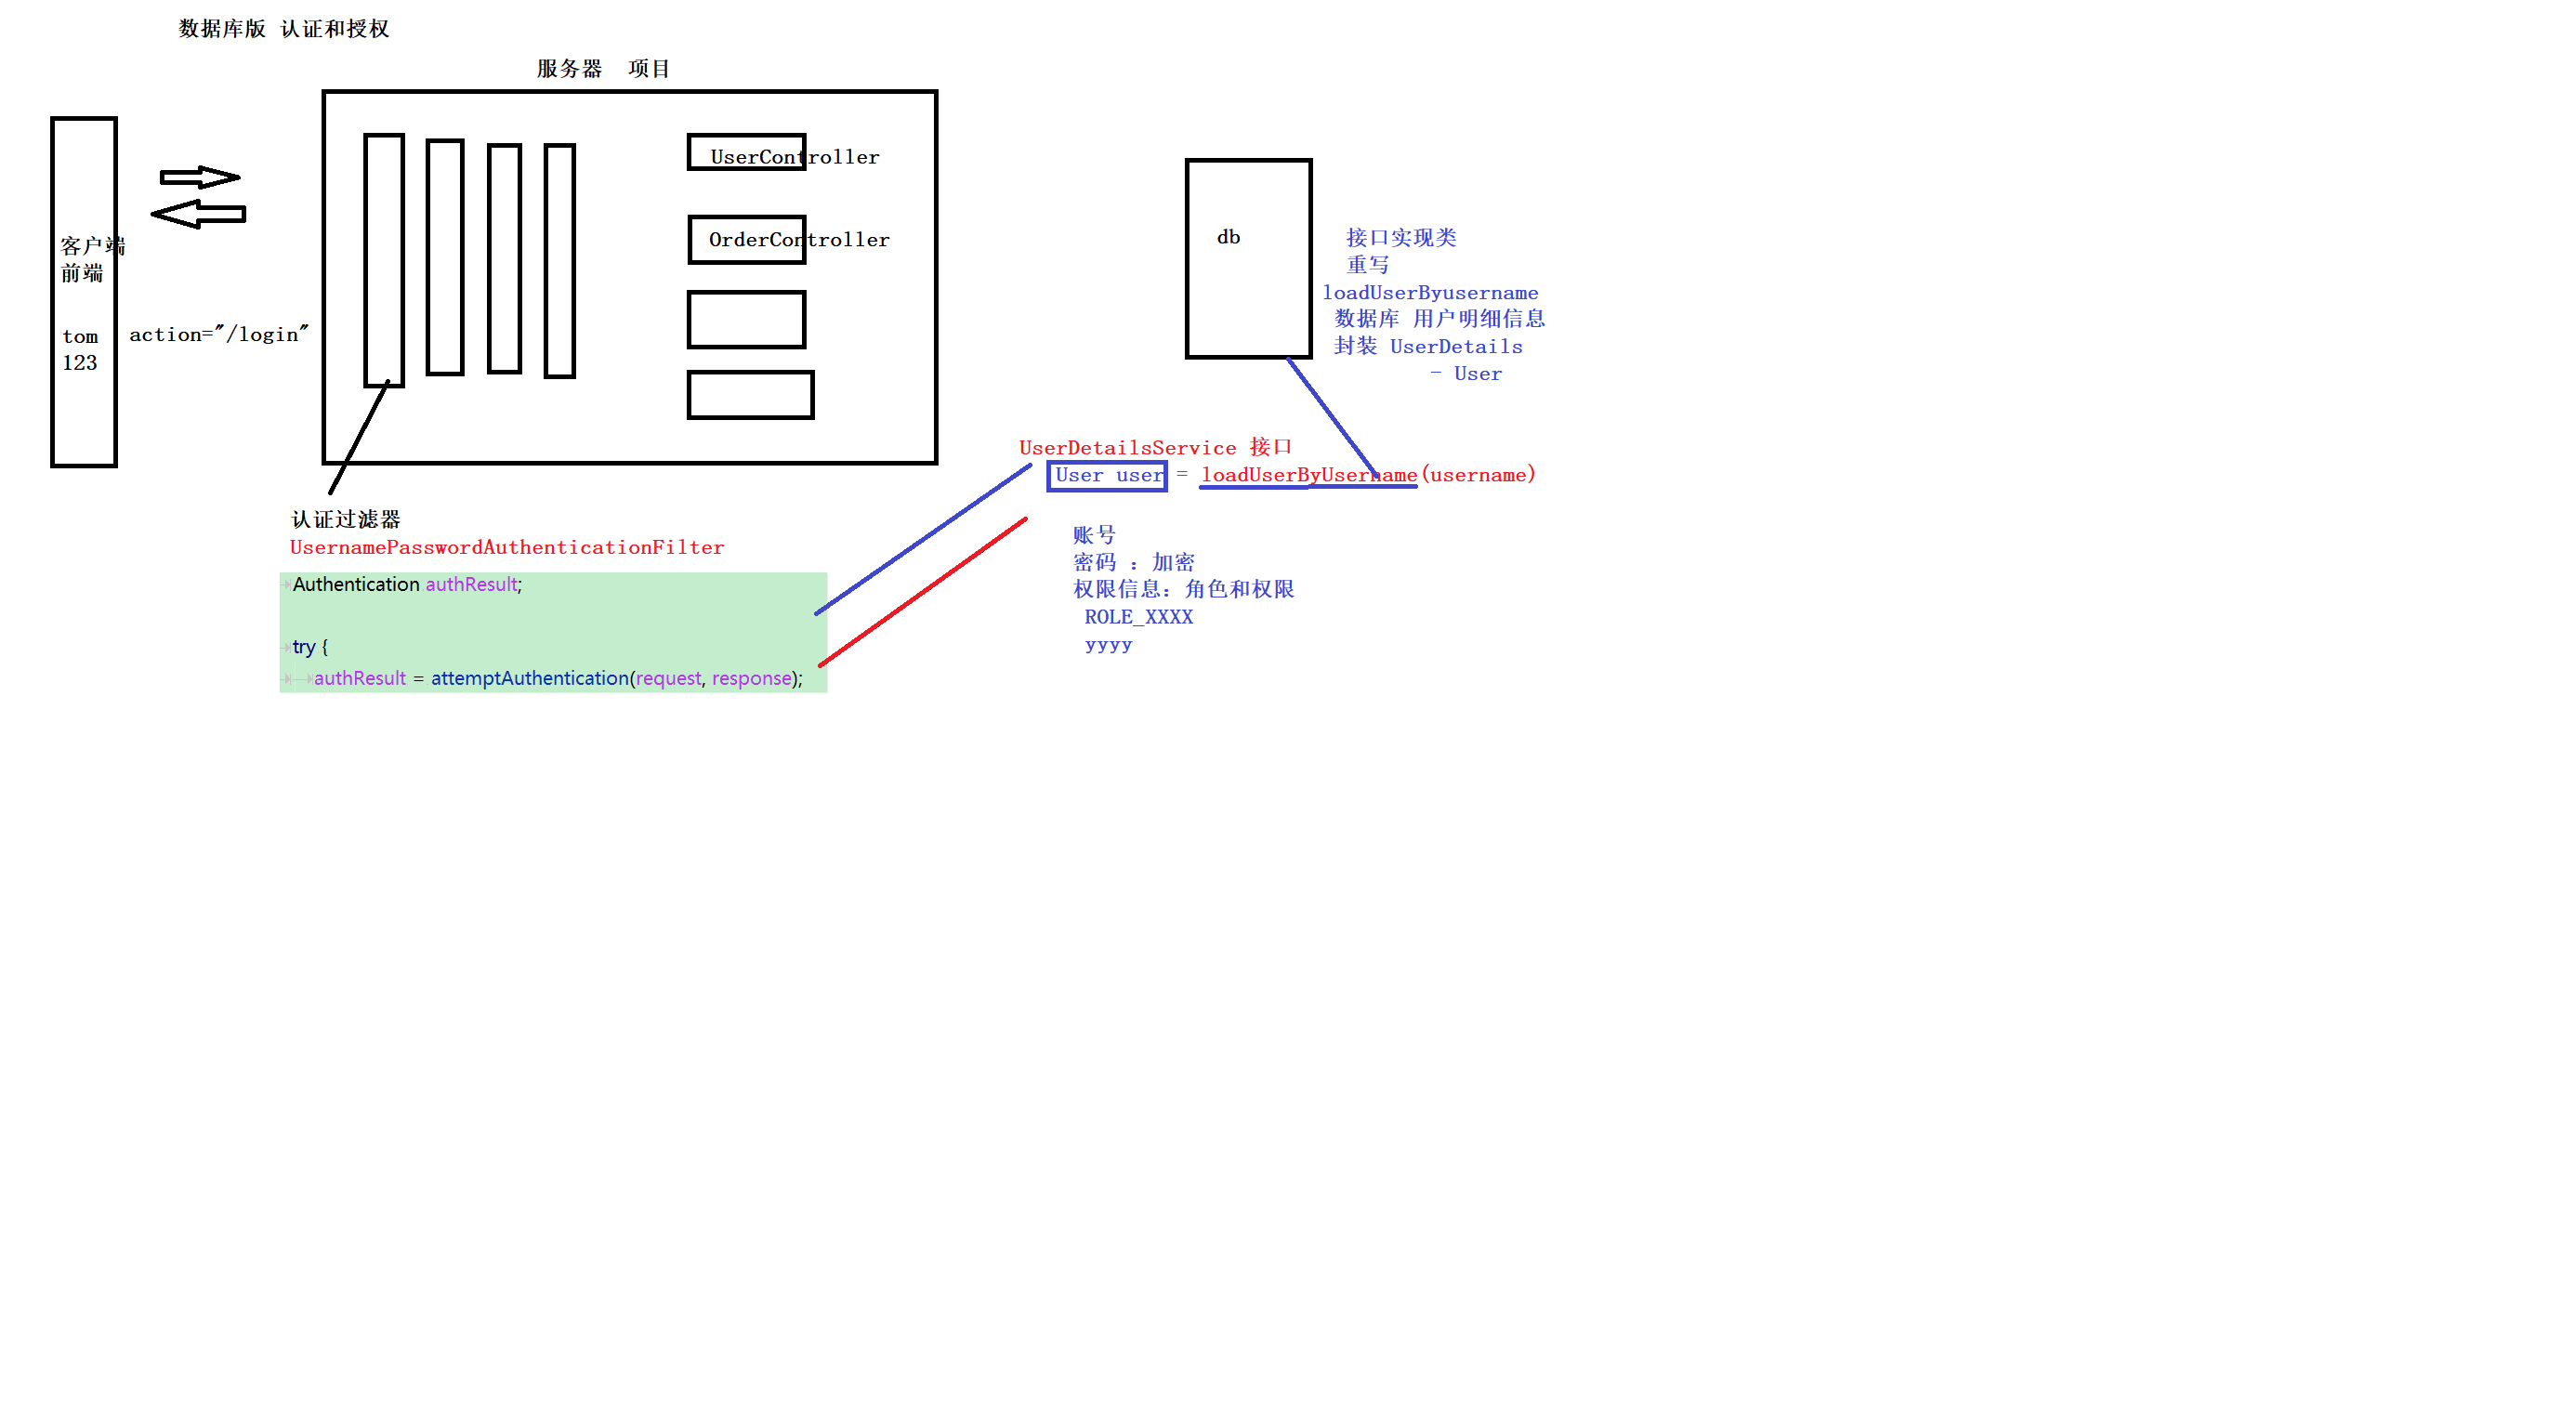 数据库版 认证和授权
服务器 项目
UserController
OrderController
客户端
前端
tom
123
action="/login"
db
接口实现类
重写
loadUserByusername
数据库 用户明细信息
封装 UserDetails
- User
UserDetailsService 接口
User user = loadUserByUsername(username)
账号
密码 : 加密
权限信息: 角色和权限
ROLE_XXXX
yyyy
认证过滤器
UsernamePasswordAuthenticationFilter
Authentication authResult;
try {
authResult = attemptAuthentication(request, response);